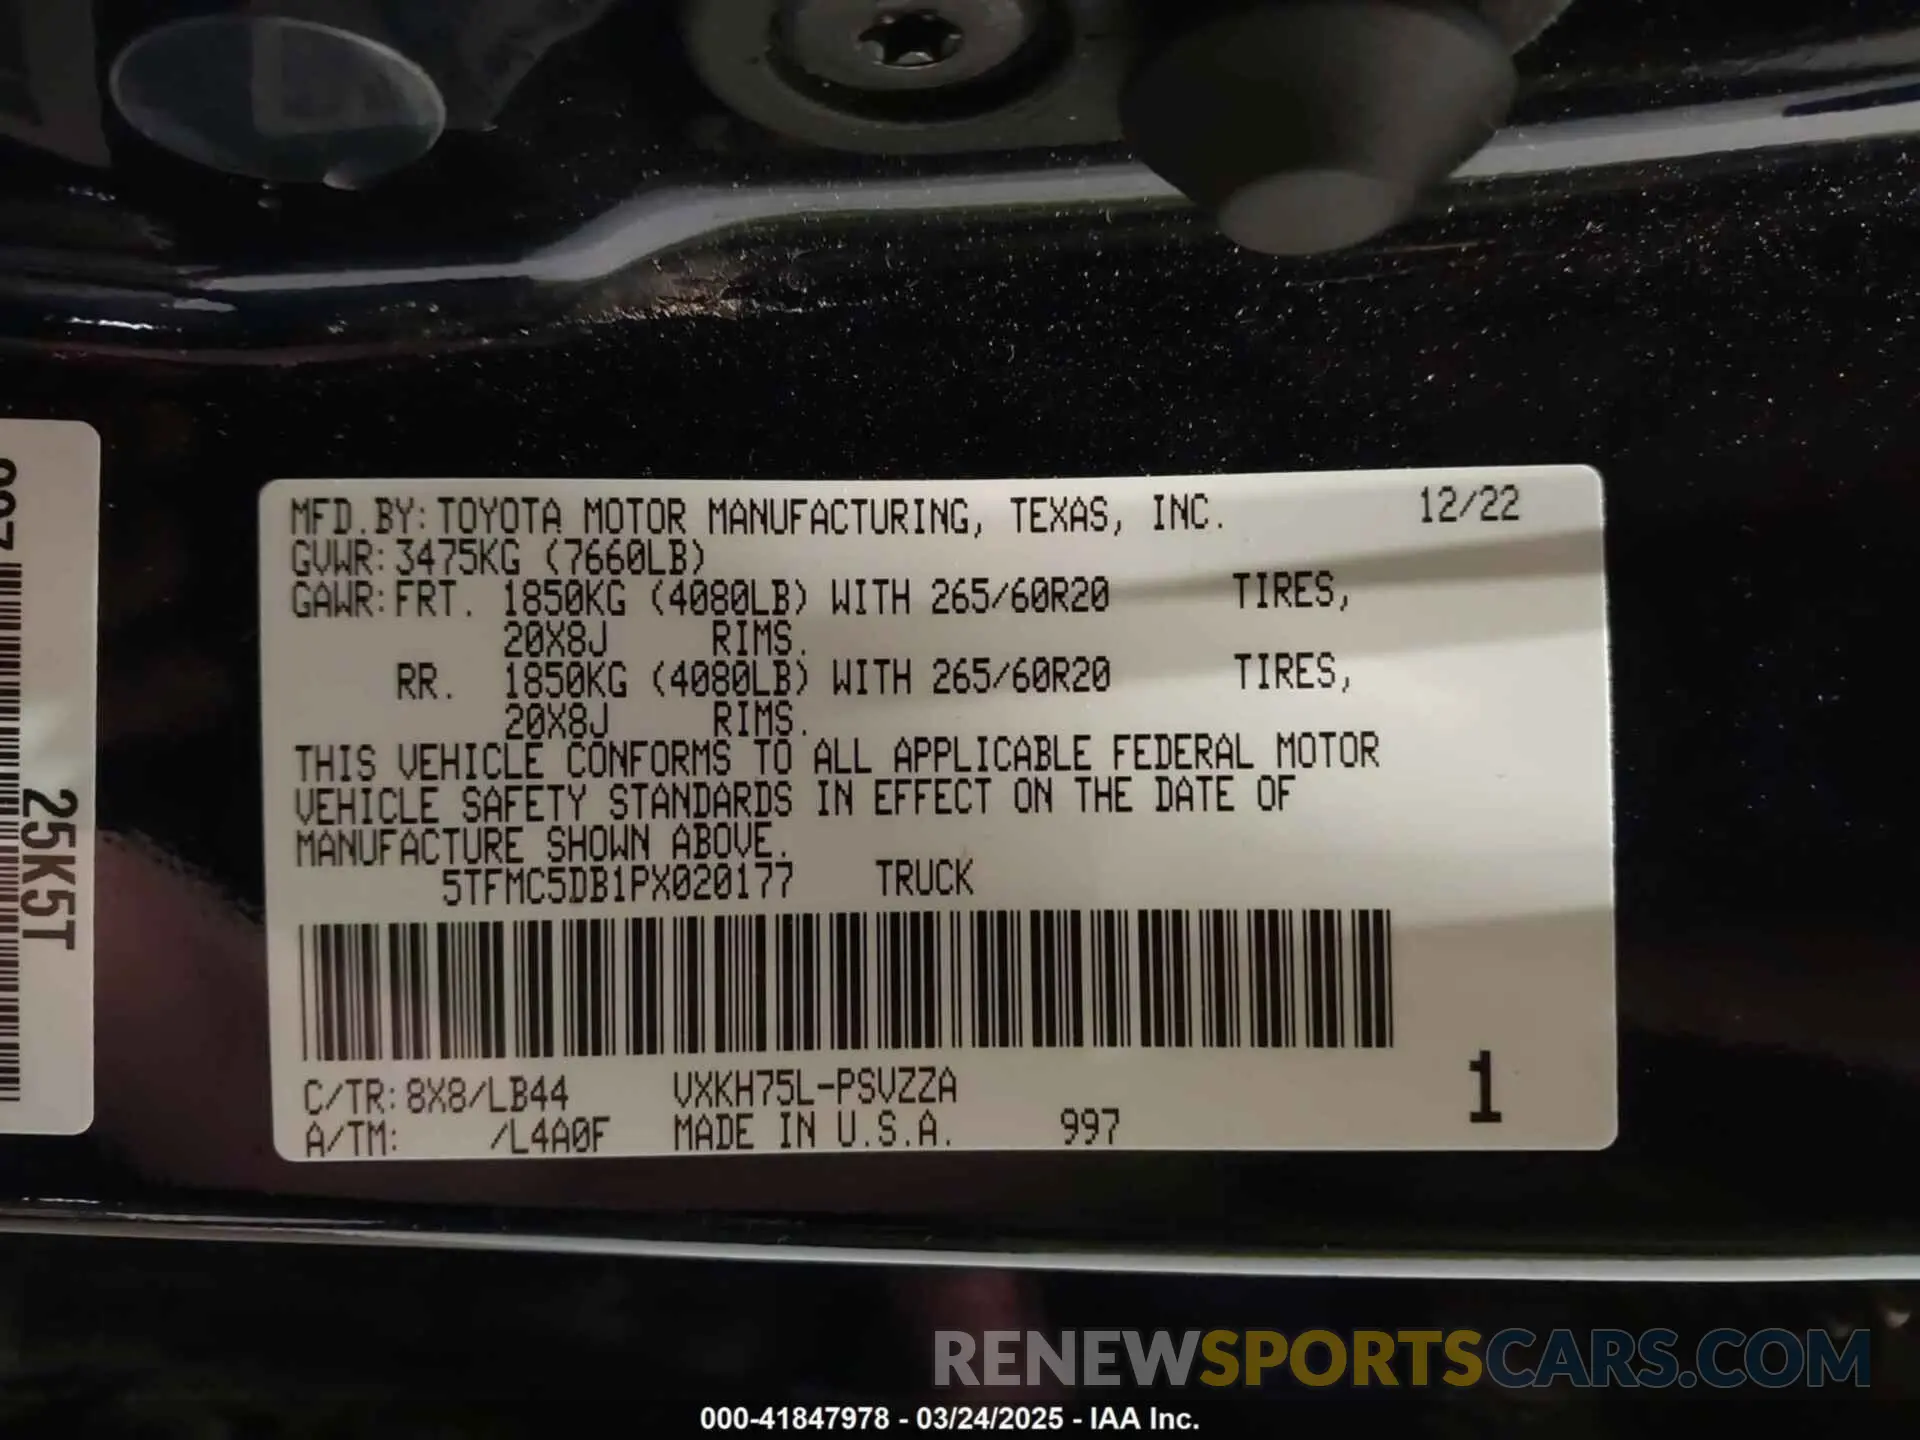 MFD.BY:TOYOTA MOTOR MANUFACTURING, TEXAS, INC. 12/22
GVWR:3475KG (7660LB)
GAWR:FRT. 1850KG (4080LB) WITH 265/60R20 TIRES,
20X8J RIMS.
RR. 1850KG (4080LB) WITH 265/60R20 TIRES,
20X8J RIMS.
THIS VEHICLE CONFORMS TO ALL APPLICABLE FEDERAL MOTOR
VEHICLE SAFETY STANDARDS IN EFFECT ON THE DATE OF
MANUFACTURE SHOWN ABOVE.
5TFMC5DB1PX020177 TRUCK
C/TR:8X8/LB44 VXKH75L-PSVZZA 1
A/TM: /L4A0F MADE IN U.S.A. 997
25K5T
RENEWSPORTSCARS.COM
000-41847978 - 03/24/2025 - IAA Inc.